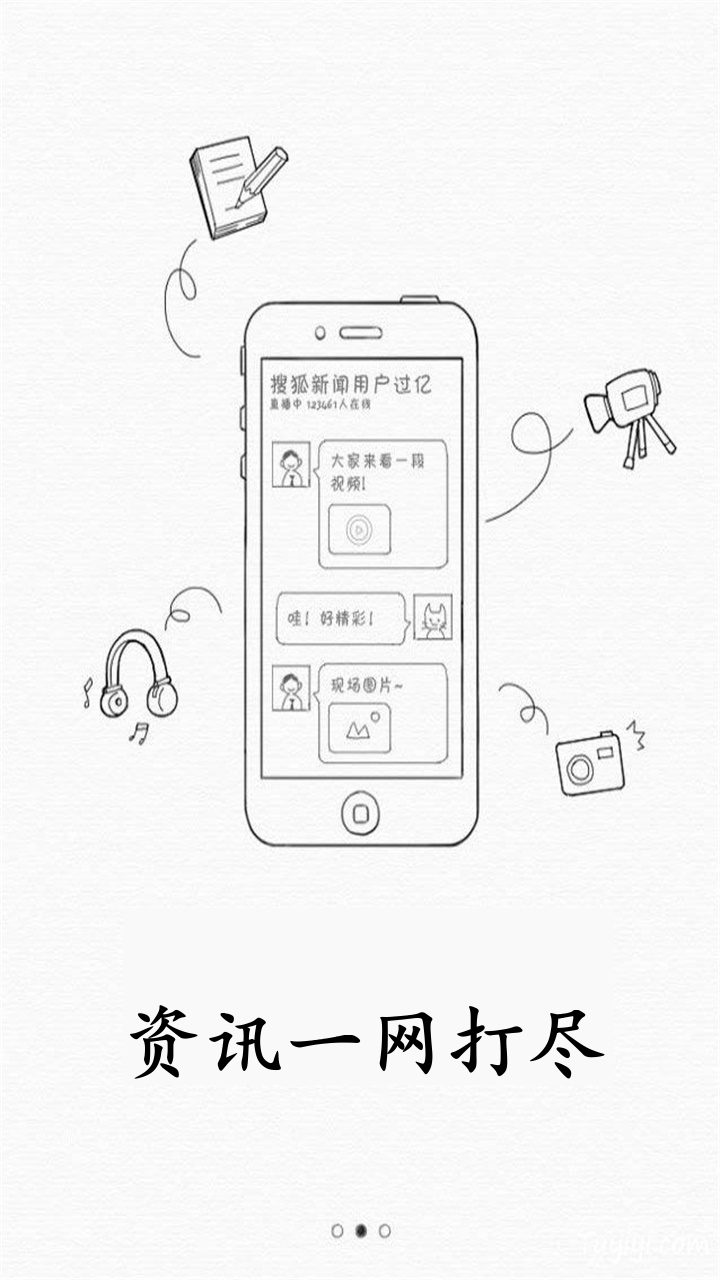 搜狐新闻用户过亿
直播中 123461人在线
大家来看一段
视频!
哇! 好精彩!
现场图片~
资讯一网打尽